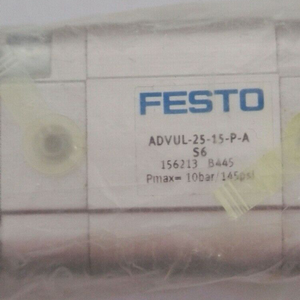 FESTO
ADVUL-25-15-P-A
S6
156213 B445
Pmax= 10bar/145psi